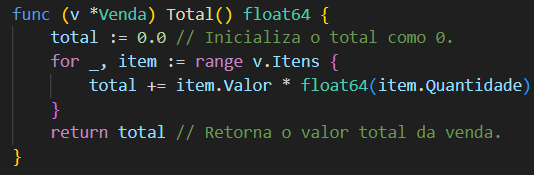 func (v *Venda) Total() float64 {
    total := 0.0 // Inicializa o total como 0.
    for _, item := range v.Itens {
        total += item.Valor * float64(item.Quantidade)
    }
    return total // Retorna o valor total da venda.
}